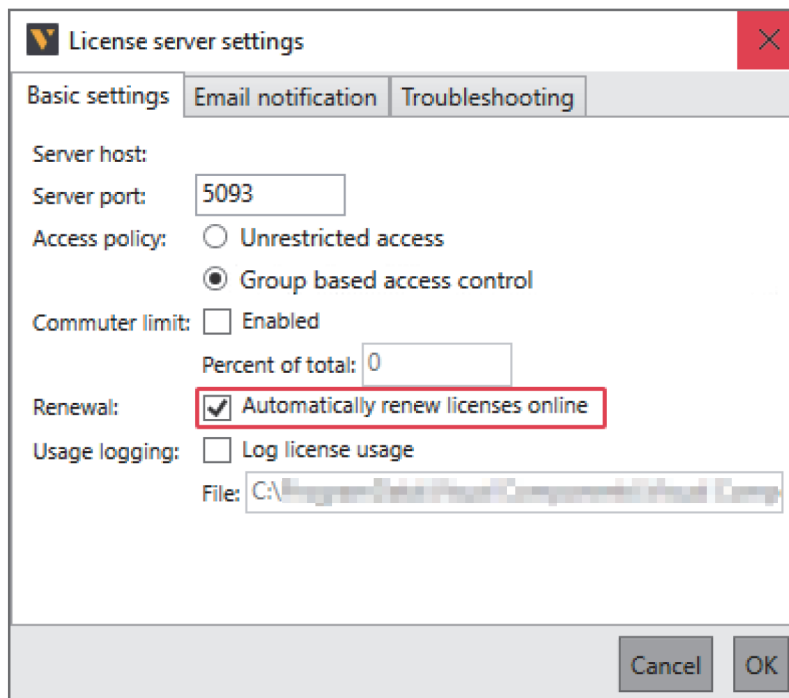 License server settings
Basic settings Email notification Troubleshooting
Server host:
Server port: 5093
Access policy: Unrestricted access
Group based access control
Commuter limit: Enabled
Percent of total: 0
Renewal: Automatically renew licenses online
Usage logging: Log license usage
File: C:\
Cancel OK